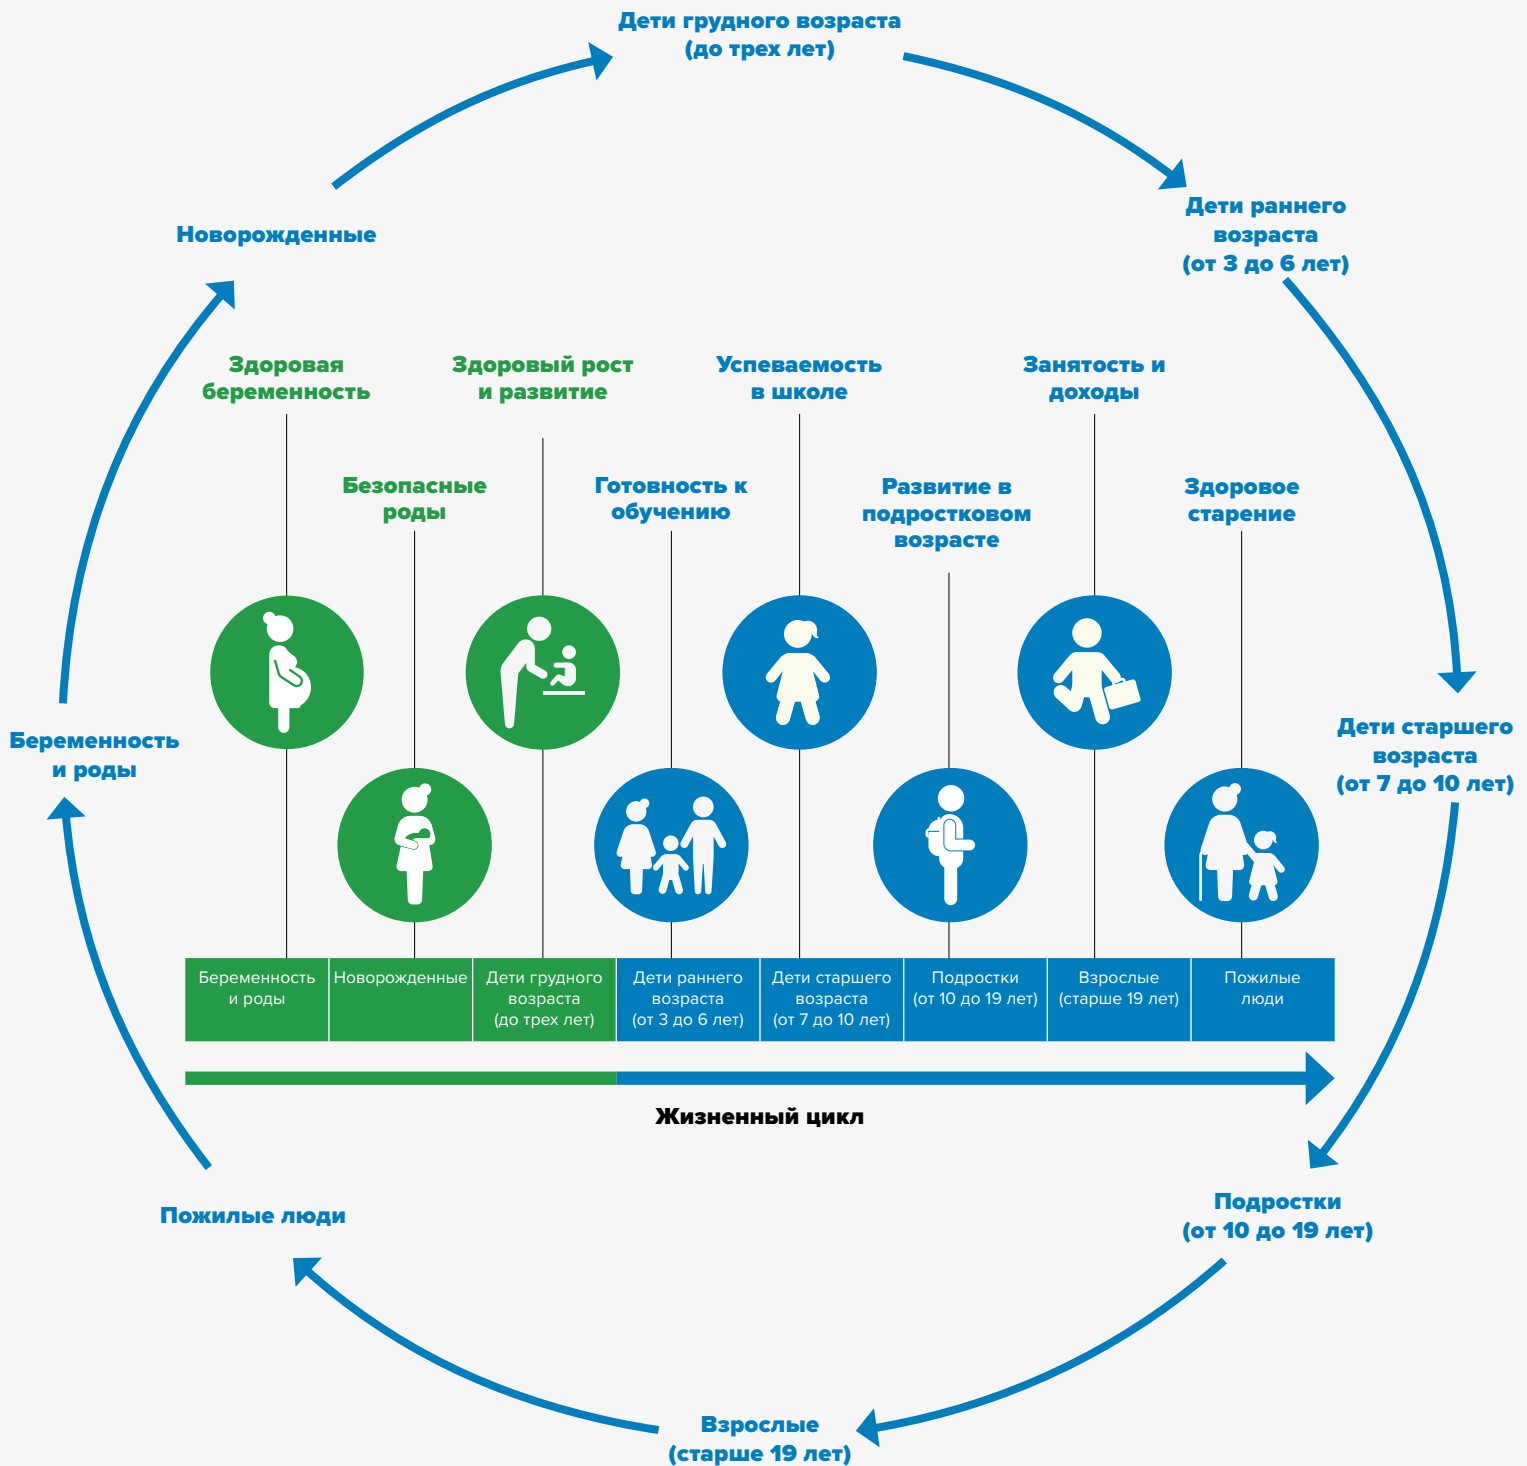 Дети грудного возраста
(до трех лет)
Новорожденные
Дети раннего
возраста
(от 3 до 6 лет)
Здоровая
беременность
Здоровый рост
и развитие
Успеваемость
в школе
Занятость и
доходы
Безопасные
роды
Готовность к
обучению
Развитие в
подростковом
возрасте
Здоровое
старение
Беременность
и роды
Дети старшего
возраста
(от 7 до 10 лет)
Беременность
и роды
Новорожденные
Дети грудного
возраста
(до трех лет)
Дети раннего
возраста
(от 3 до 6 лет)
Дети старшего
возраста
(от 7 до 10 лет)
Подростки
(от 10 до 19 лет)
Взрослые
(старше 19 лет)
Пожилые
люди
Жизненный цикл
Пожилые люди
Подростки
(от 10 до 19 лет)
Взрослые
(старше 19 лет)